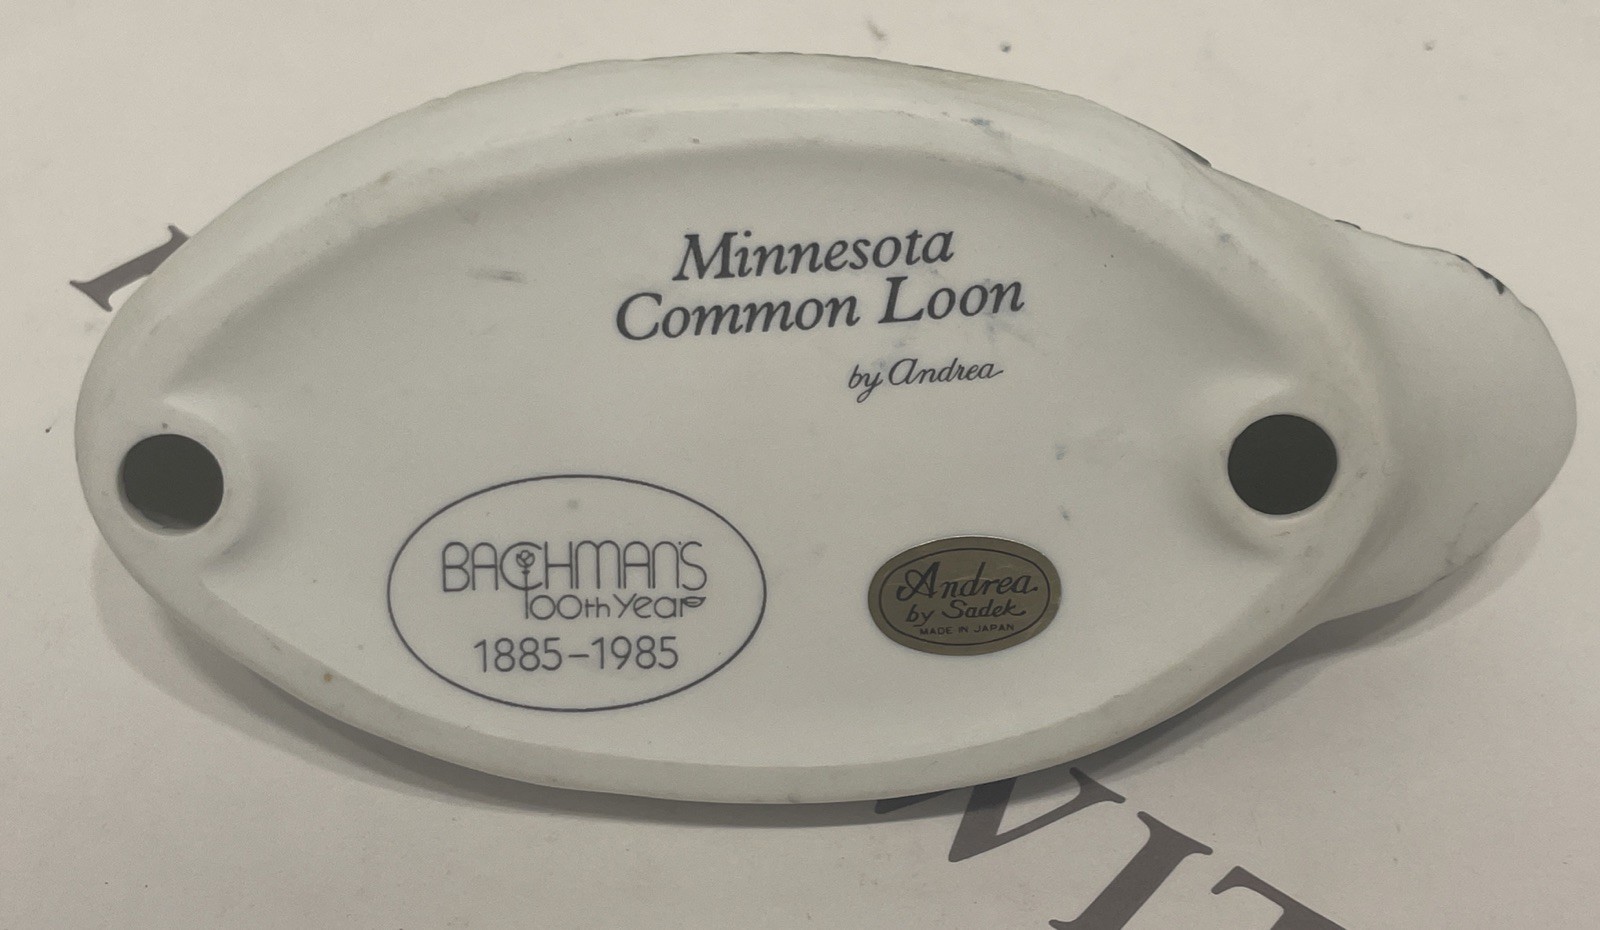 Minnesota
Common Loon
by Andrea
BACHMAN'S
100th Year
1885-1985
Andrea
by Sadek
MADE IN JAPAN